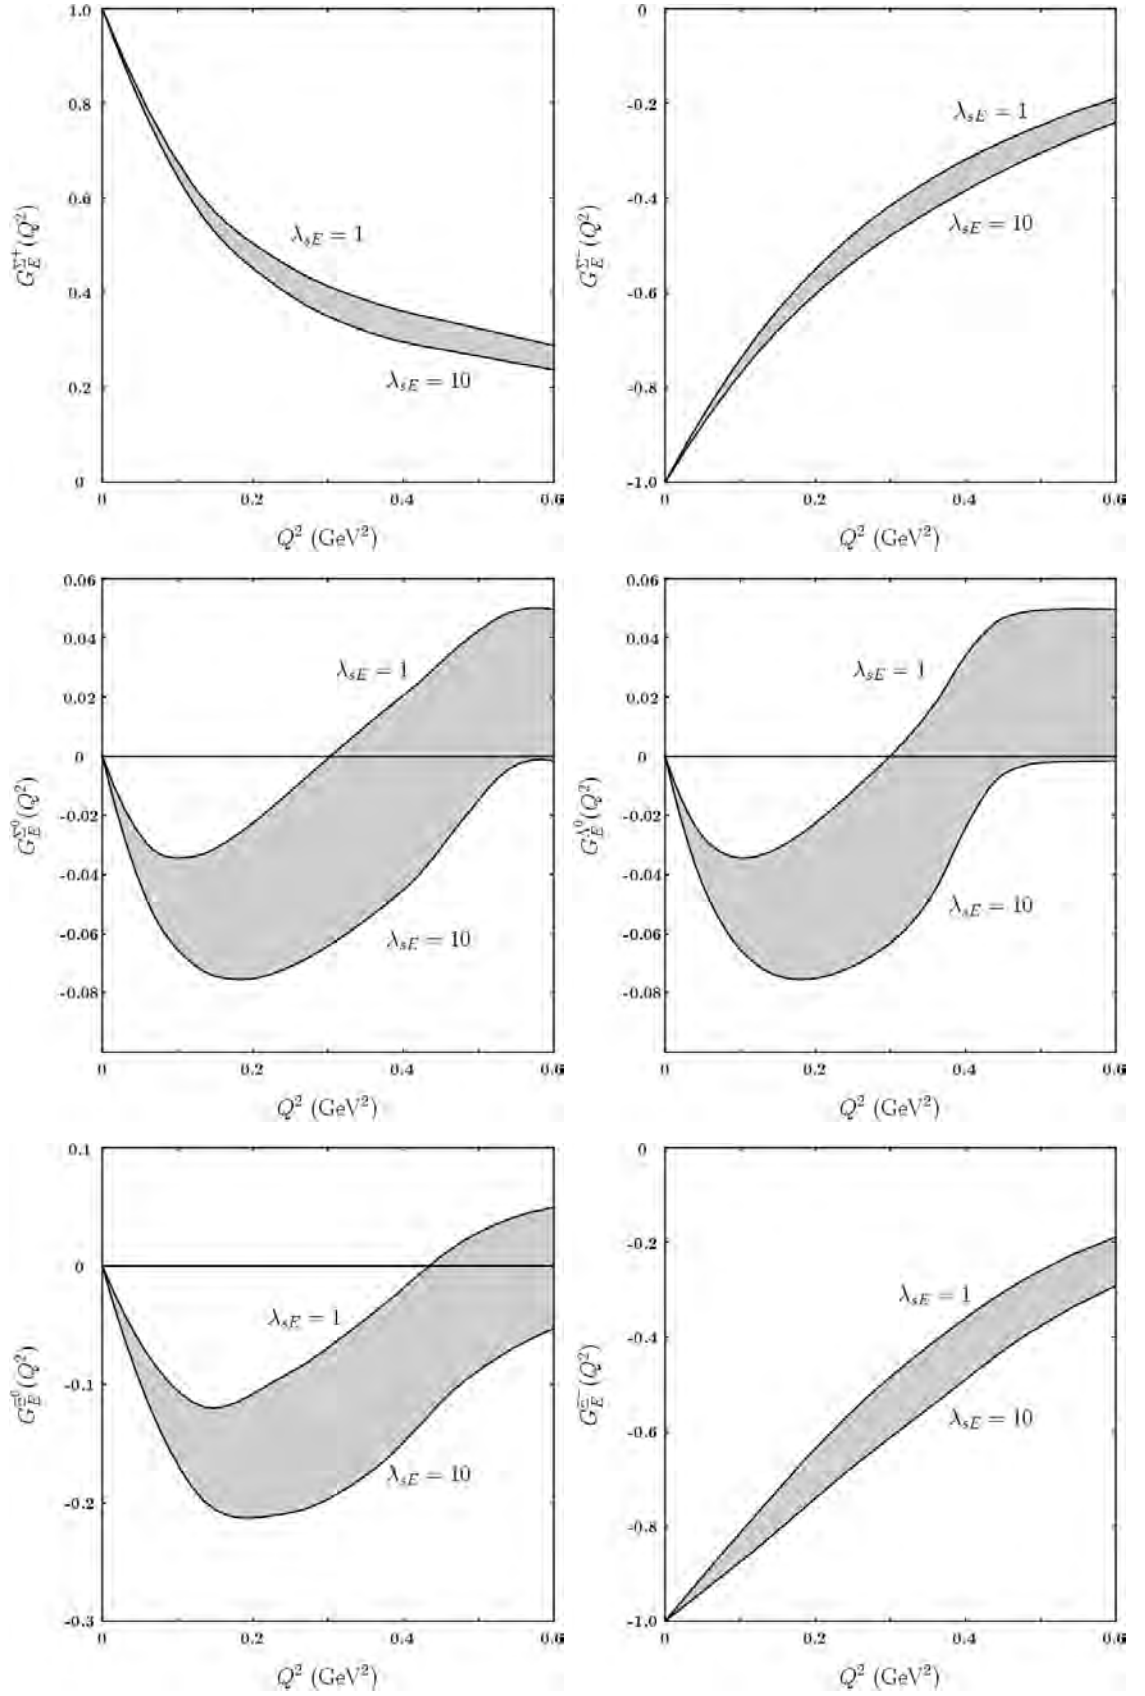 1.0
0.8
0.6
0.4
0.2
0
G_E^{Σ^+}(Q^2)
λ_{sE} = 1
λ_{sE} = 10
0 0.2 0.4 0.6
Q^2 (GeV^2)
0
-0.2
-0.4
-0.6
-0.8
-1.0
G_E^{Σ^-}(Q^2)
λ_{sE} = 1
λ_{sE} = 10
0 0.2 0.4 0.6
Q^2 (GeV^2)
0.06
0.04
0.02
0
-0.02
-0.04
-0.06
-0.08
G_E^{Σ^0}(Q^2)
λ_{sE} = 1
λ_{sE} = 10
0 0.2 0.4 0.6
Q^2 (GeV^2)
0.06
0.04
0.02
0
-0.02
-0.04
-0.06
-0.08
G_E^{Λ^0}(Q^2)
λ_{sE} = 1
λ_{sE} = 10
0 0.2 0.4 0.6
Q^2 (GeV^2)
0.1
0
-0.1
-0.2
-0.3
G_E^{Ξ^0}(Q^2)
λ_{sE} = 1
λ_{sE} = 10
0 0.2 0.4 0.6
Q^2 (GeV^2)
0
-0.2
-0.4
-0.6
-0.8
-1.0
G_E^{Ξ^-}(Q^2)
λ_{sE} = 1
λ_{sE} = 10
0 0.2 0.4 0.6
Q^2 (GeV^2)